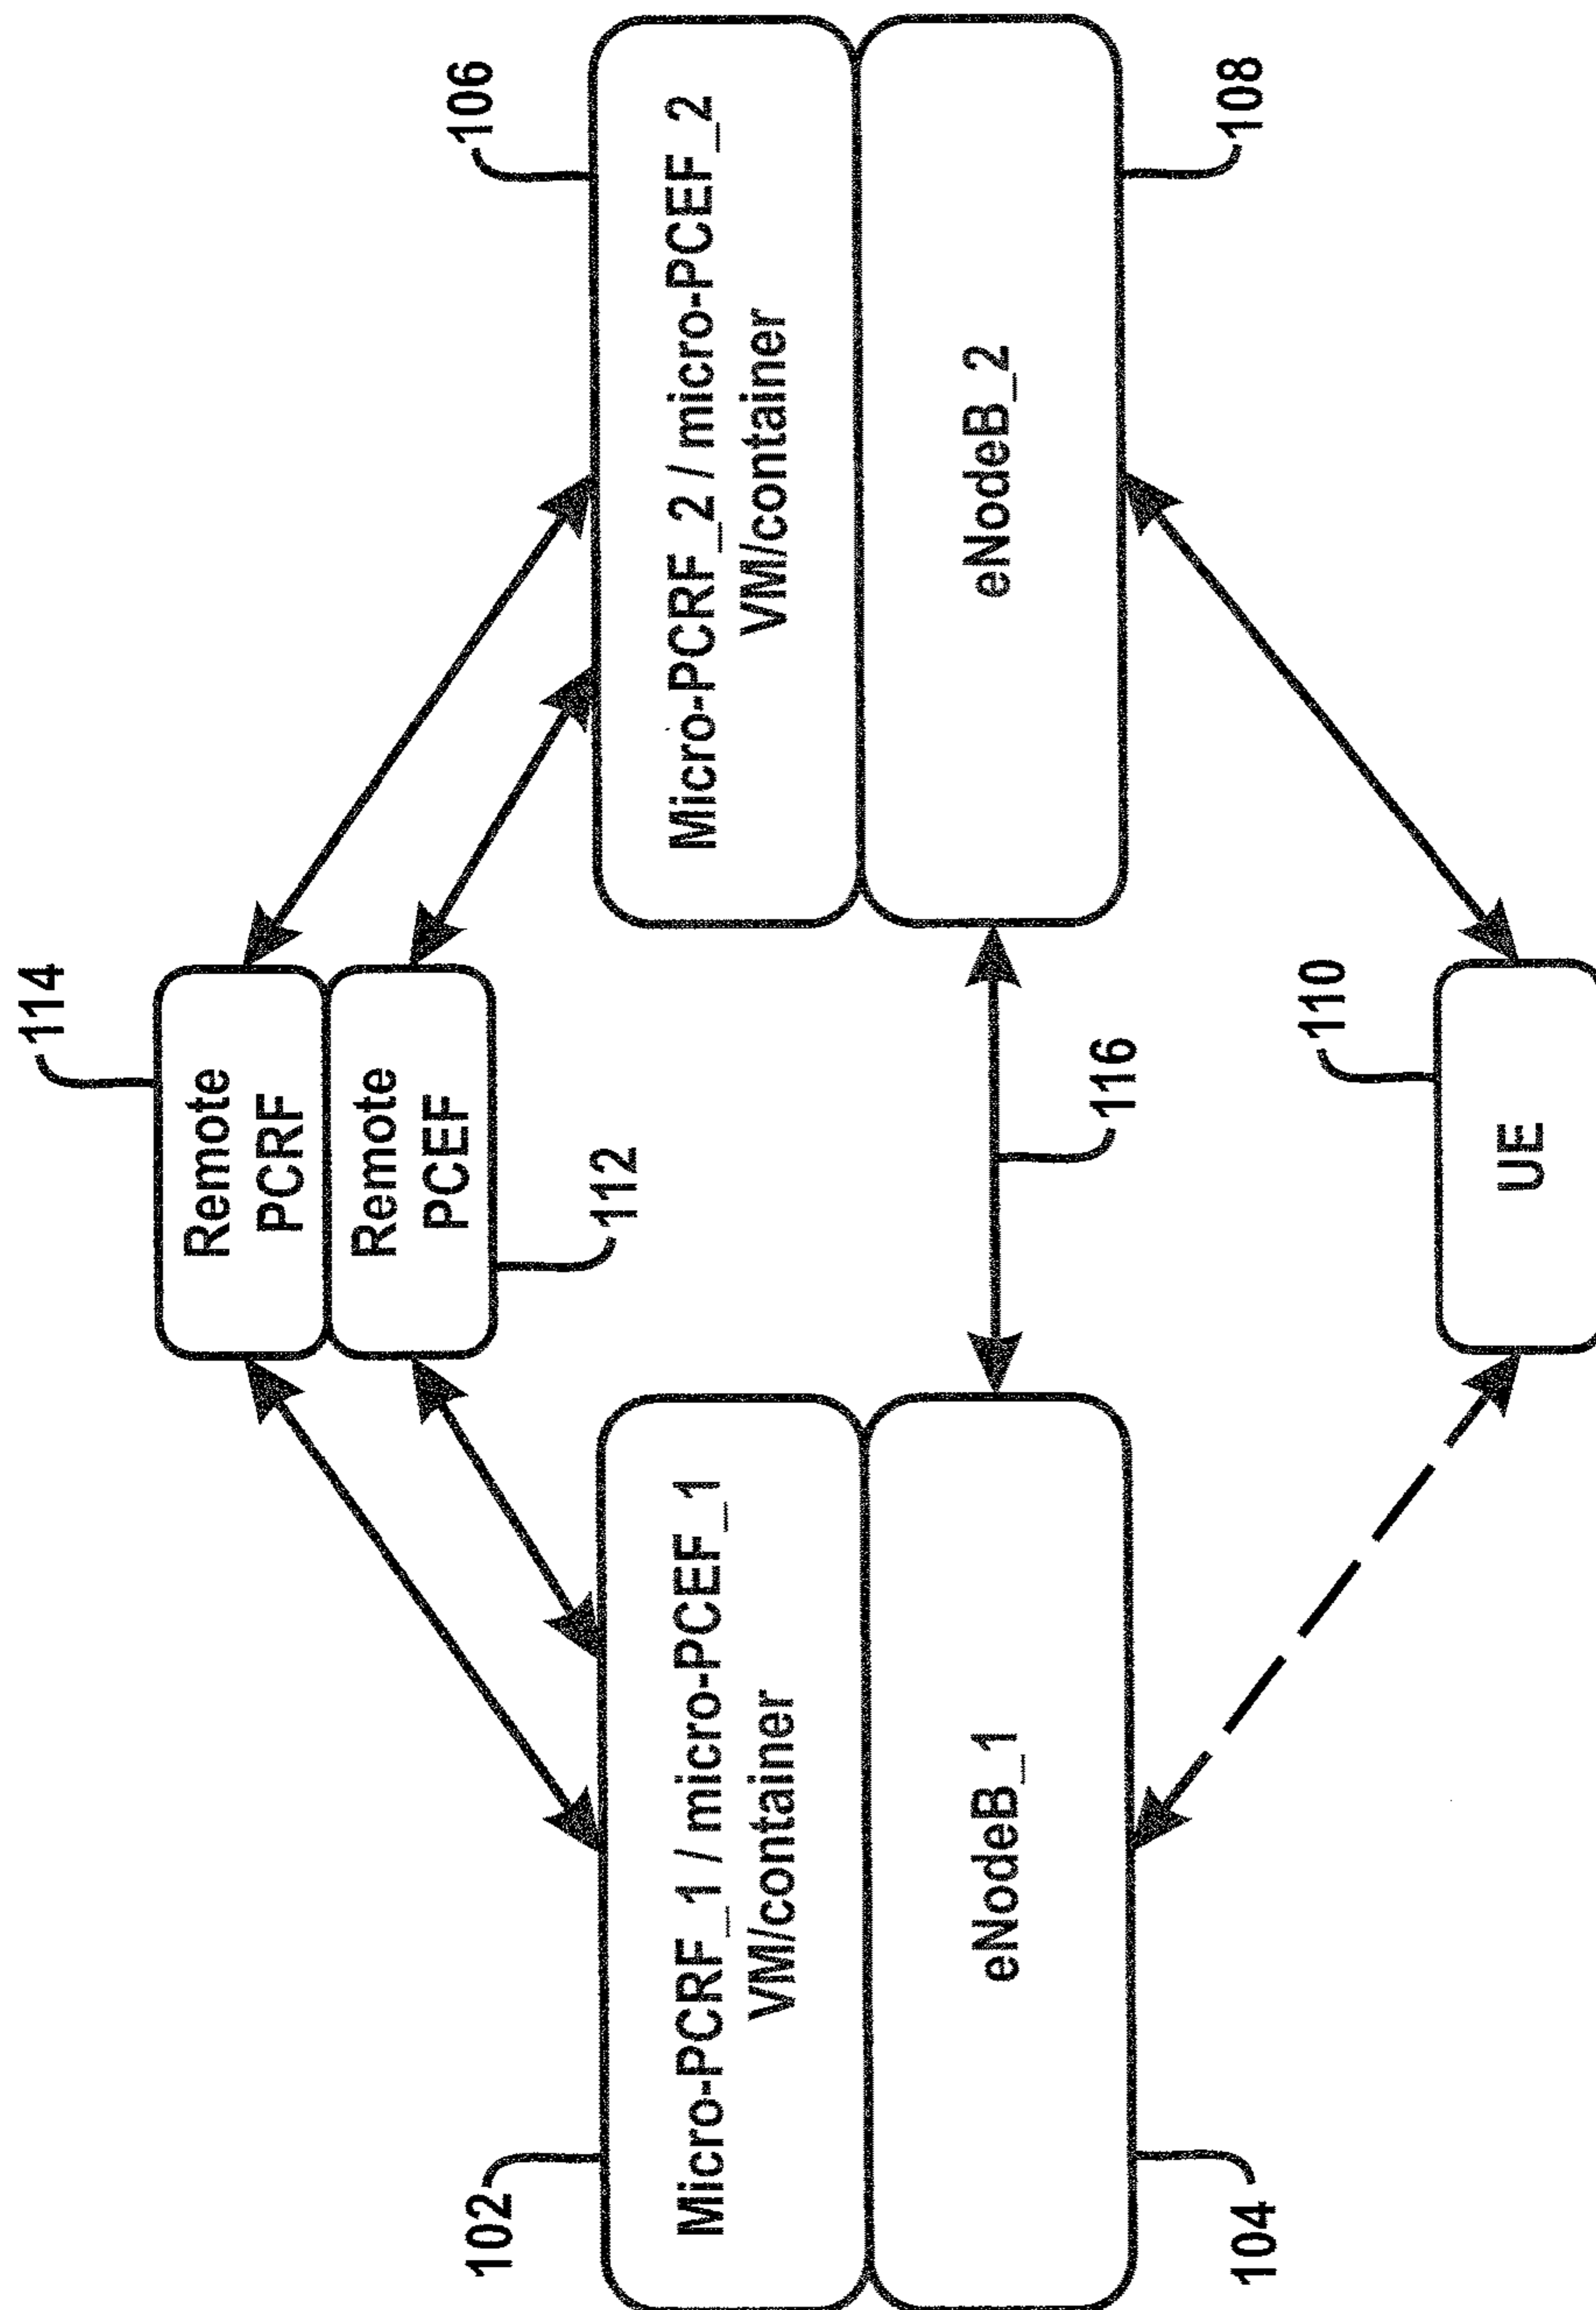 114
Remote
PCRF
Remote
PCEF
112
106
Micro-PCRF_2 / micro-PCEF_2
VM/container
eNodeB_2
108
102
Micro-PCRF_1 / micro-PCEF_1
VM/container
eNodeB_1
104
116
110
UE